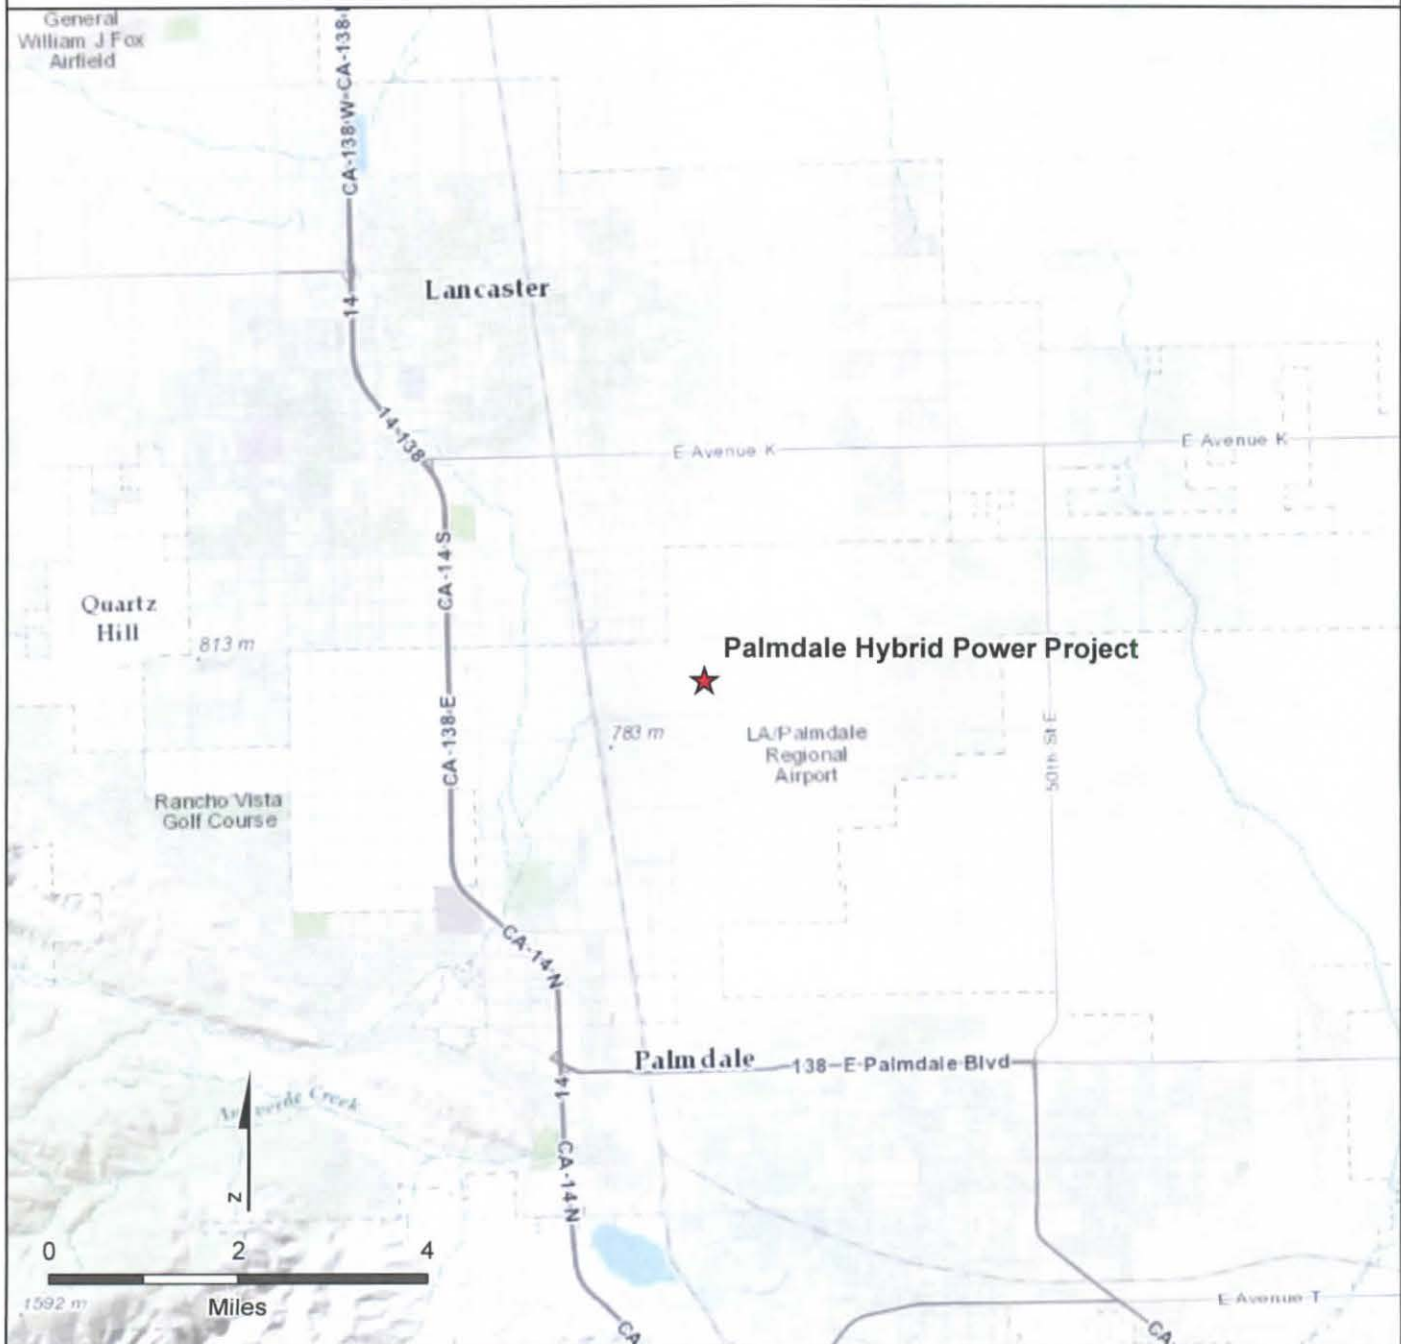 General
William J Fox
Airfield
CA-138-W-CA-138-
14
Lancaster
14-138
E Avenue K
E Avenue K
CA-14-S
Quartz
Hill
813 m
Palmdale Hybrid Power Project
CA-138-E
783 m
LA/Palmdale
Regional
Airport
50th St E
Rancho Vista
Golf Course
CA-14-N
Palmdale
138-E-Palmdale Blvd
14
CA-14-N
Creek
N
0 2 4
Miles
1592 m
E Avenue T
CA
CA